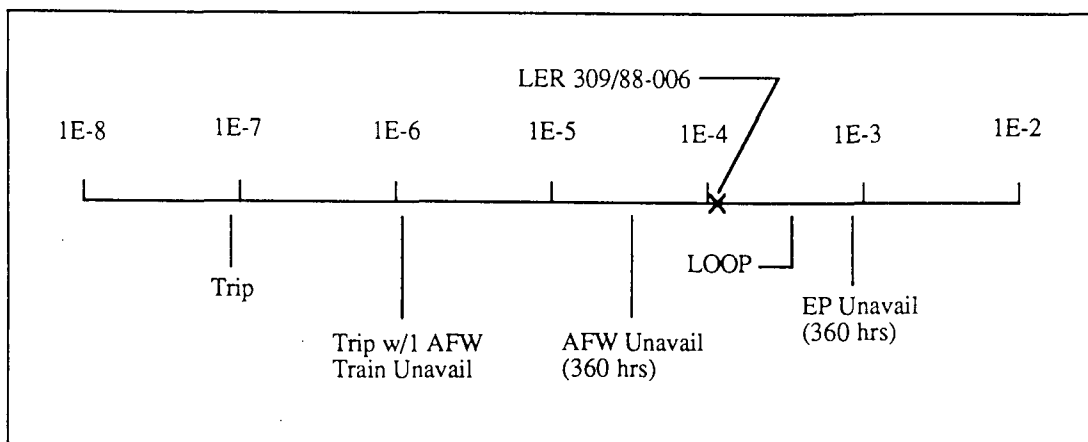 LER 309/88-006
1E-8 1E-7 1E-6 1E-5 1E-4 1E-3 1E-2
LOOP
Trip
EP Unavail
(360 hrs)
Trip w/1 AFW
Train Unavail
AFW Unavail
(360 hrs)